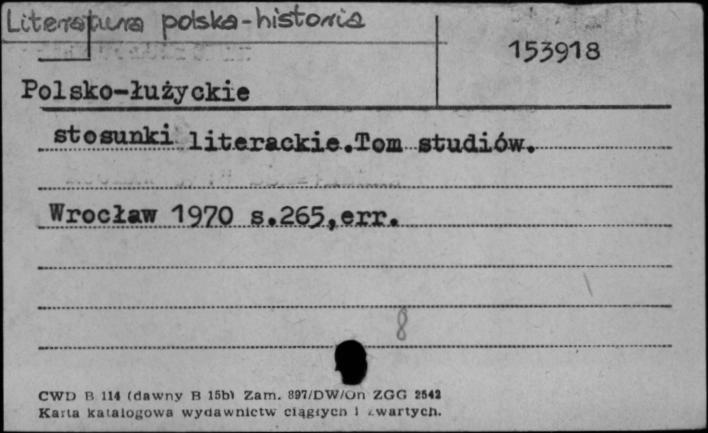 Literatura polska-historia
153918
Polsko-łużyckie
stosunki literackie.Tom studiów.
Wrocław 1970 s.265,err.
8
CWD B 114 (dawny B 15b) Zam. 897/DW/On ZGG 2542
Karta katalogowa wydawnictw ciągłych i zwartych.